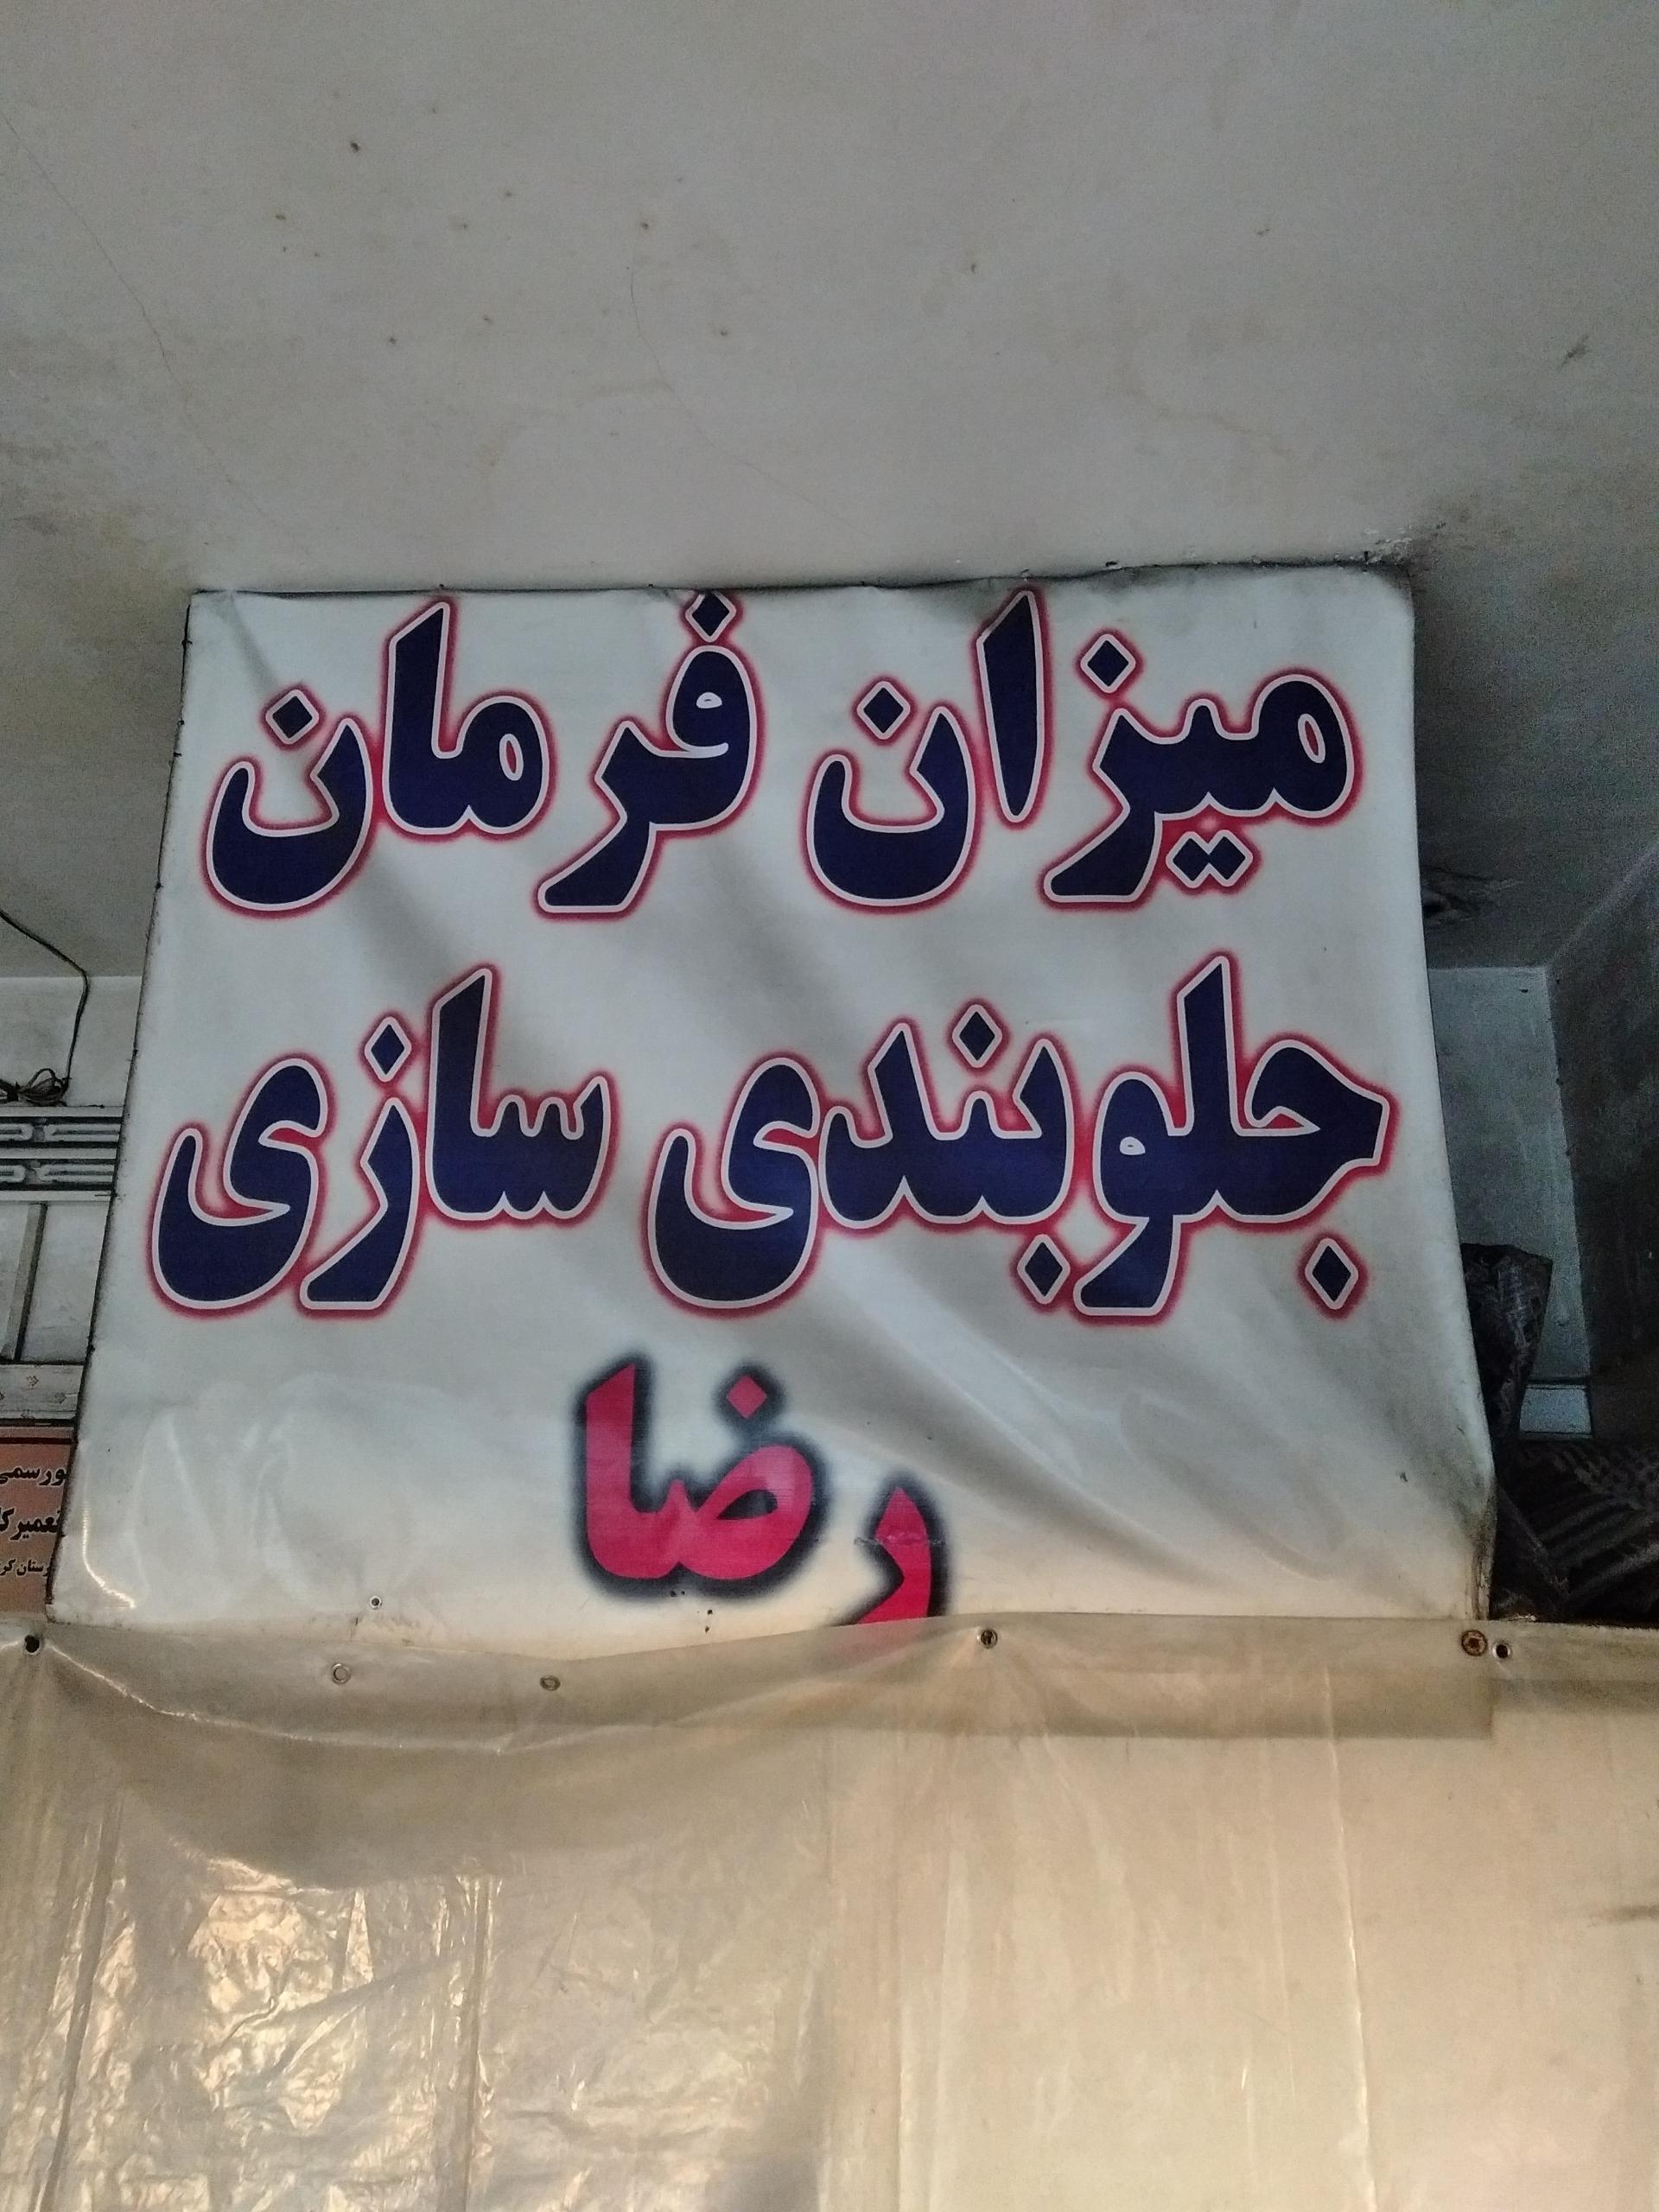 میزان فرمان
جلوبندی سازی
رضا